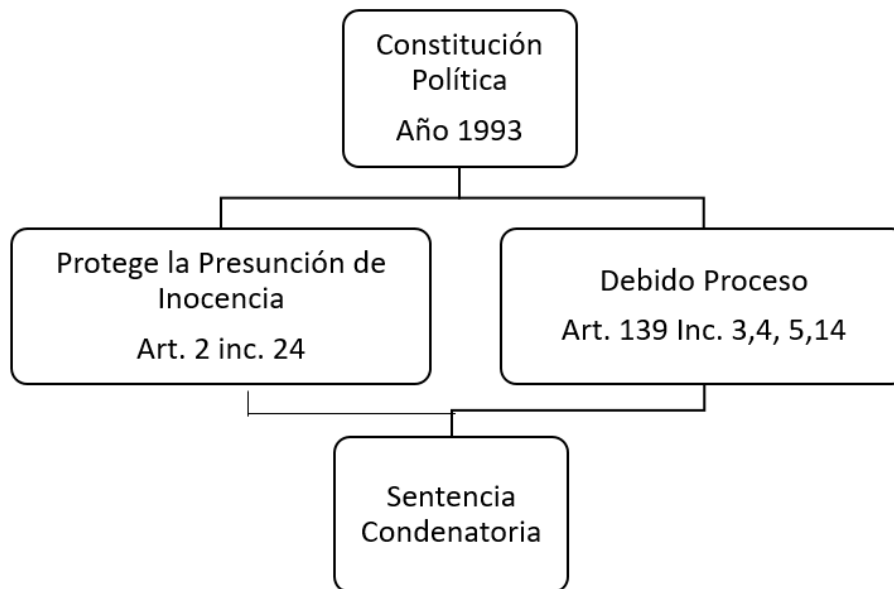 Constitución
Política
Año 1993
Protege la Presunción de
Inocencia
Art. 2 inc. 24
Debido Proceso
Art. 139 Inc. 3,4, 5,14
Sentencia
Condenatoria